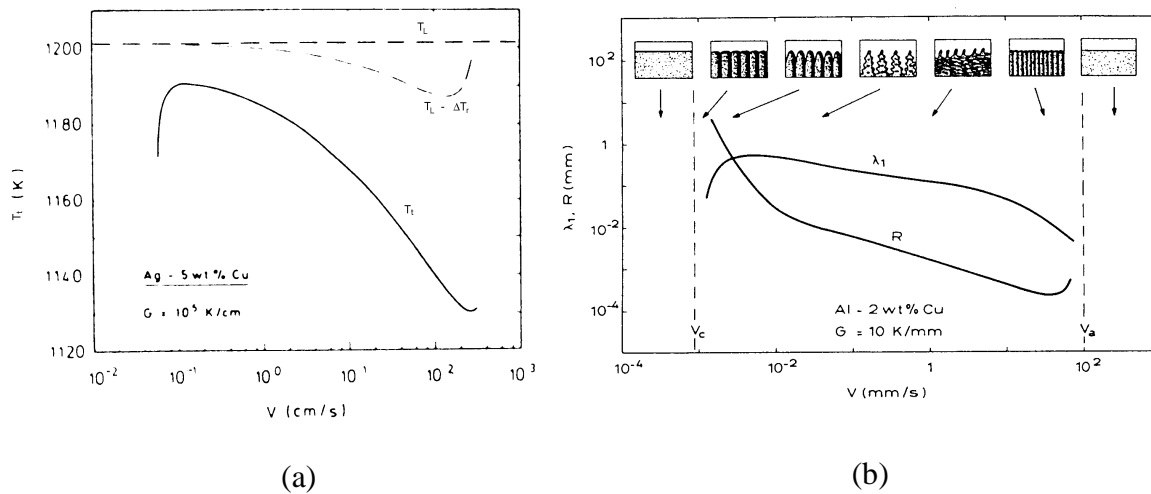 T_L
T_L - ΔT_r
T_t
T_t (K)
1200
1180
1160
1140
1120
Ag - 5 wt % Cu
G = 10^5 K/cm
10^-2
10^-1
10^0
10^1
10^2
10^3
V (cm/s)
(a)
10^2
1
10^-2
10^-4
λ_1, R (mm)
λ_1
R
Al - 2 wt % Cu
G = 10 K/mm
V_c
V_a
10^-4
10^-2
1
10^2
V (mm/s)
(b)